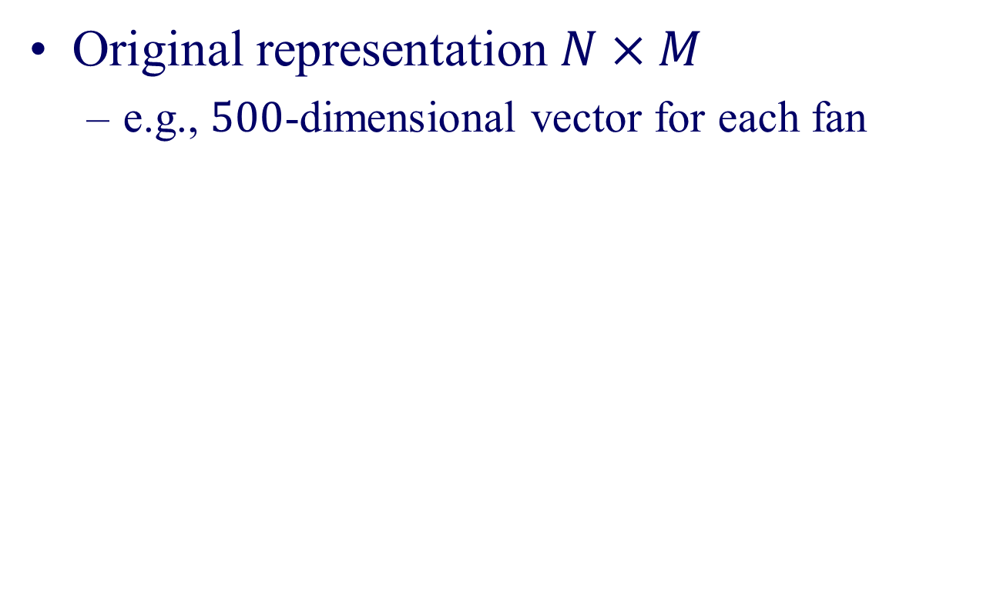 • Original representation 𝑁 × 𝑀
– e.g., 500-dimensional vector for each fan